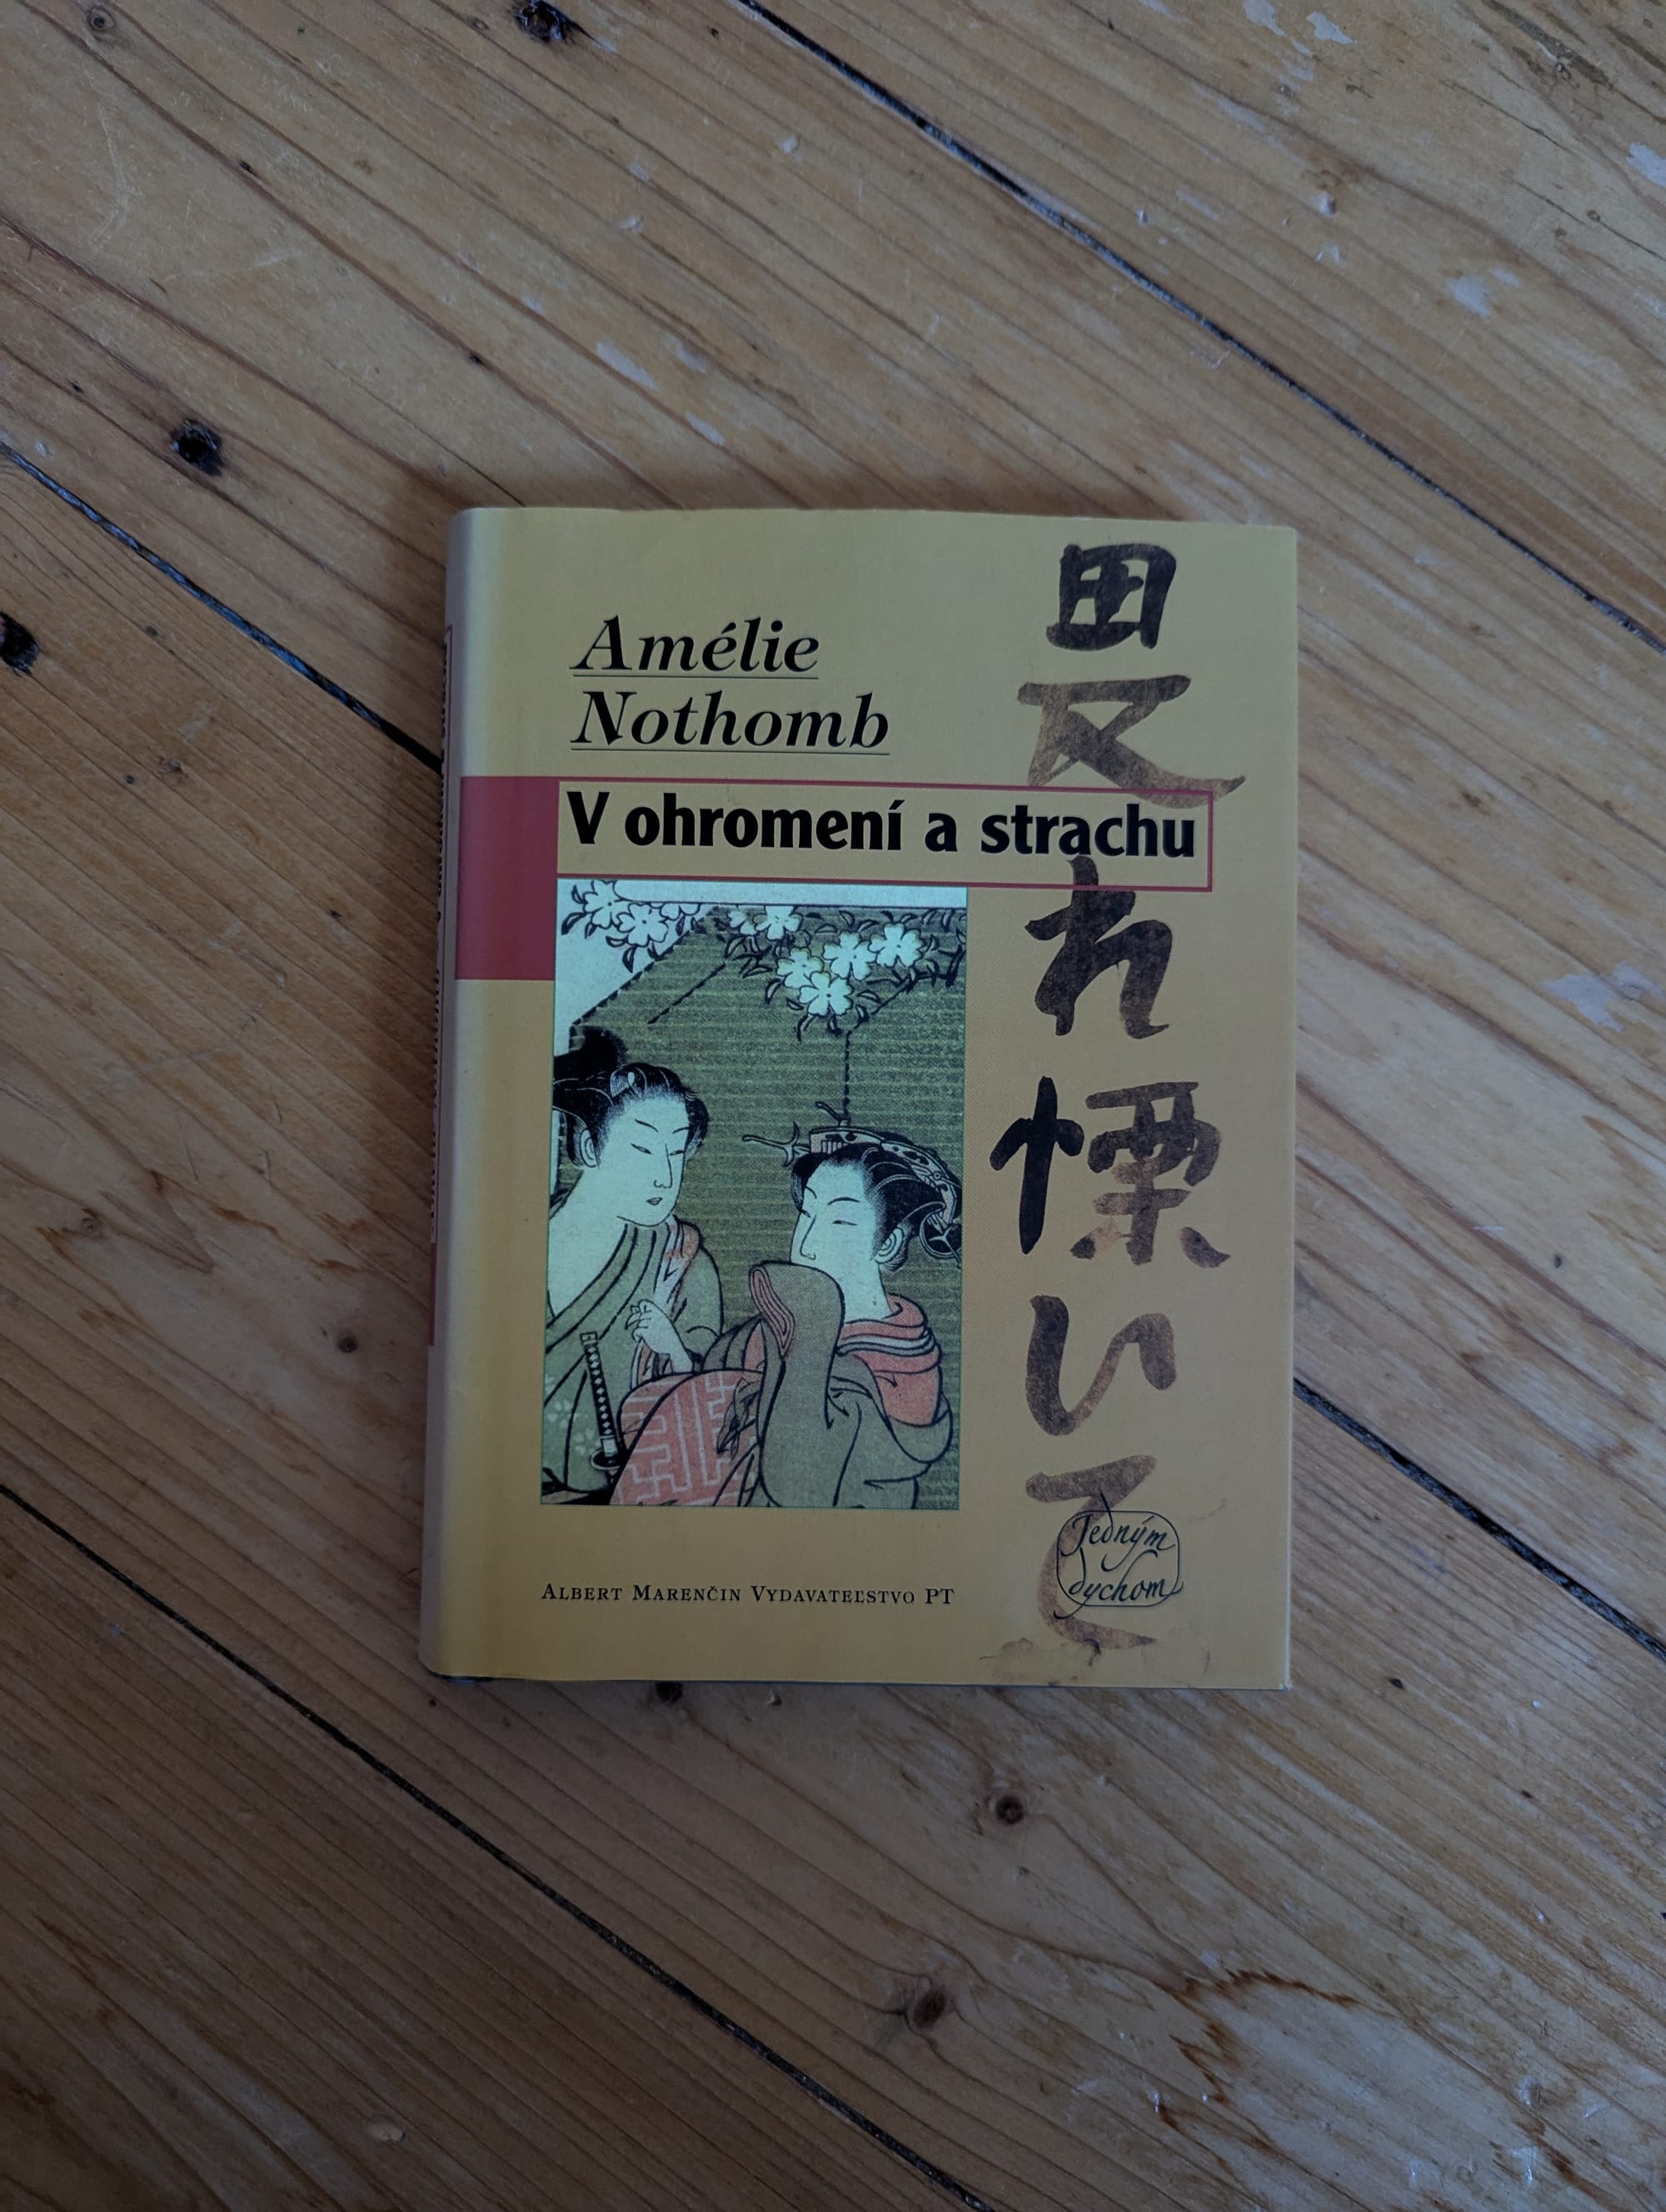 Amélie
Nothomb
V ohromení a strachu
畏れ慄いて
Jedným
dychom
ALBERT MARENČIN VYDAVATEĽSTVO PT